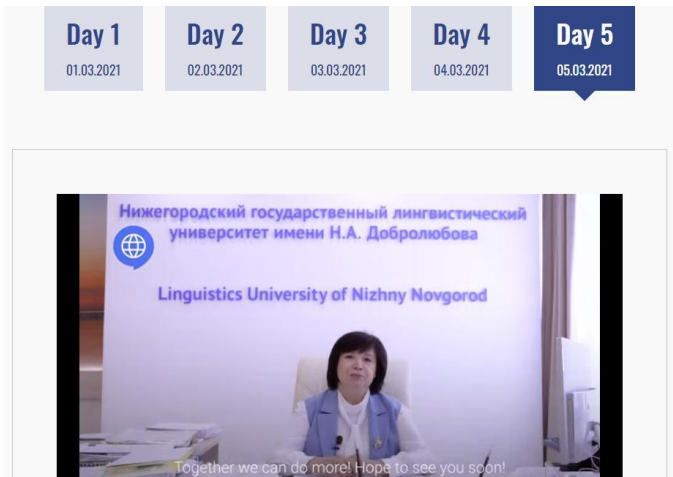 Day 1
01.03.2021
Day 2
02.03.2021
Day 3
03.03.2021
Day 4
04.03.2021
Day 5
05.03.2021
Нижегородский государственный лингвистический
университет имени Н.А. Добролюбова
Linguistics University of Nizhny Novgorod
Together we can do more! Hope to see you soon!